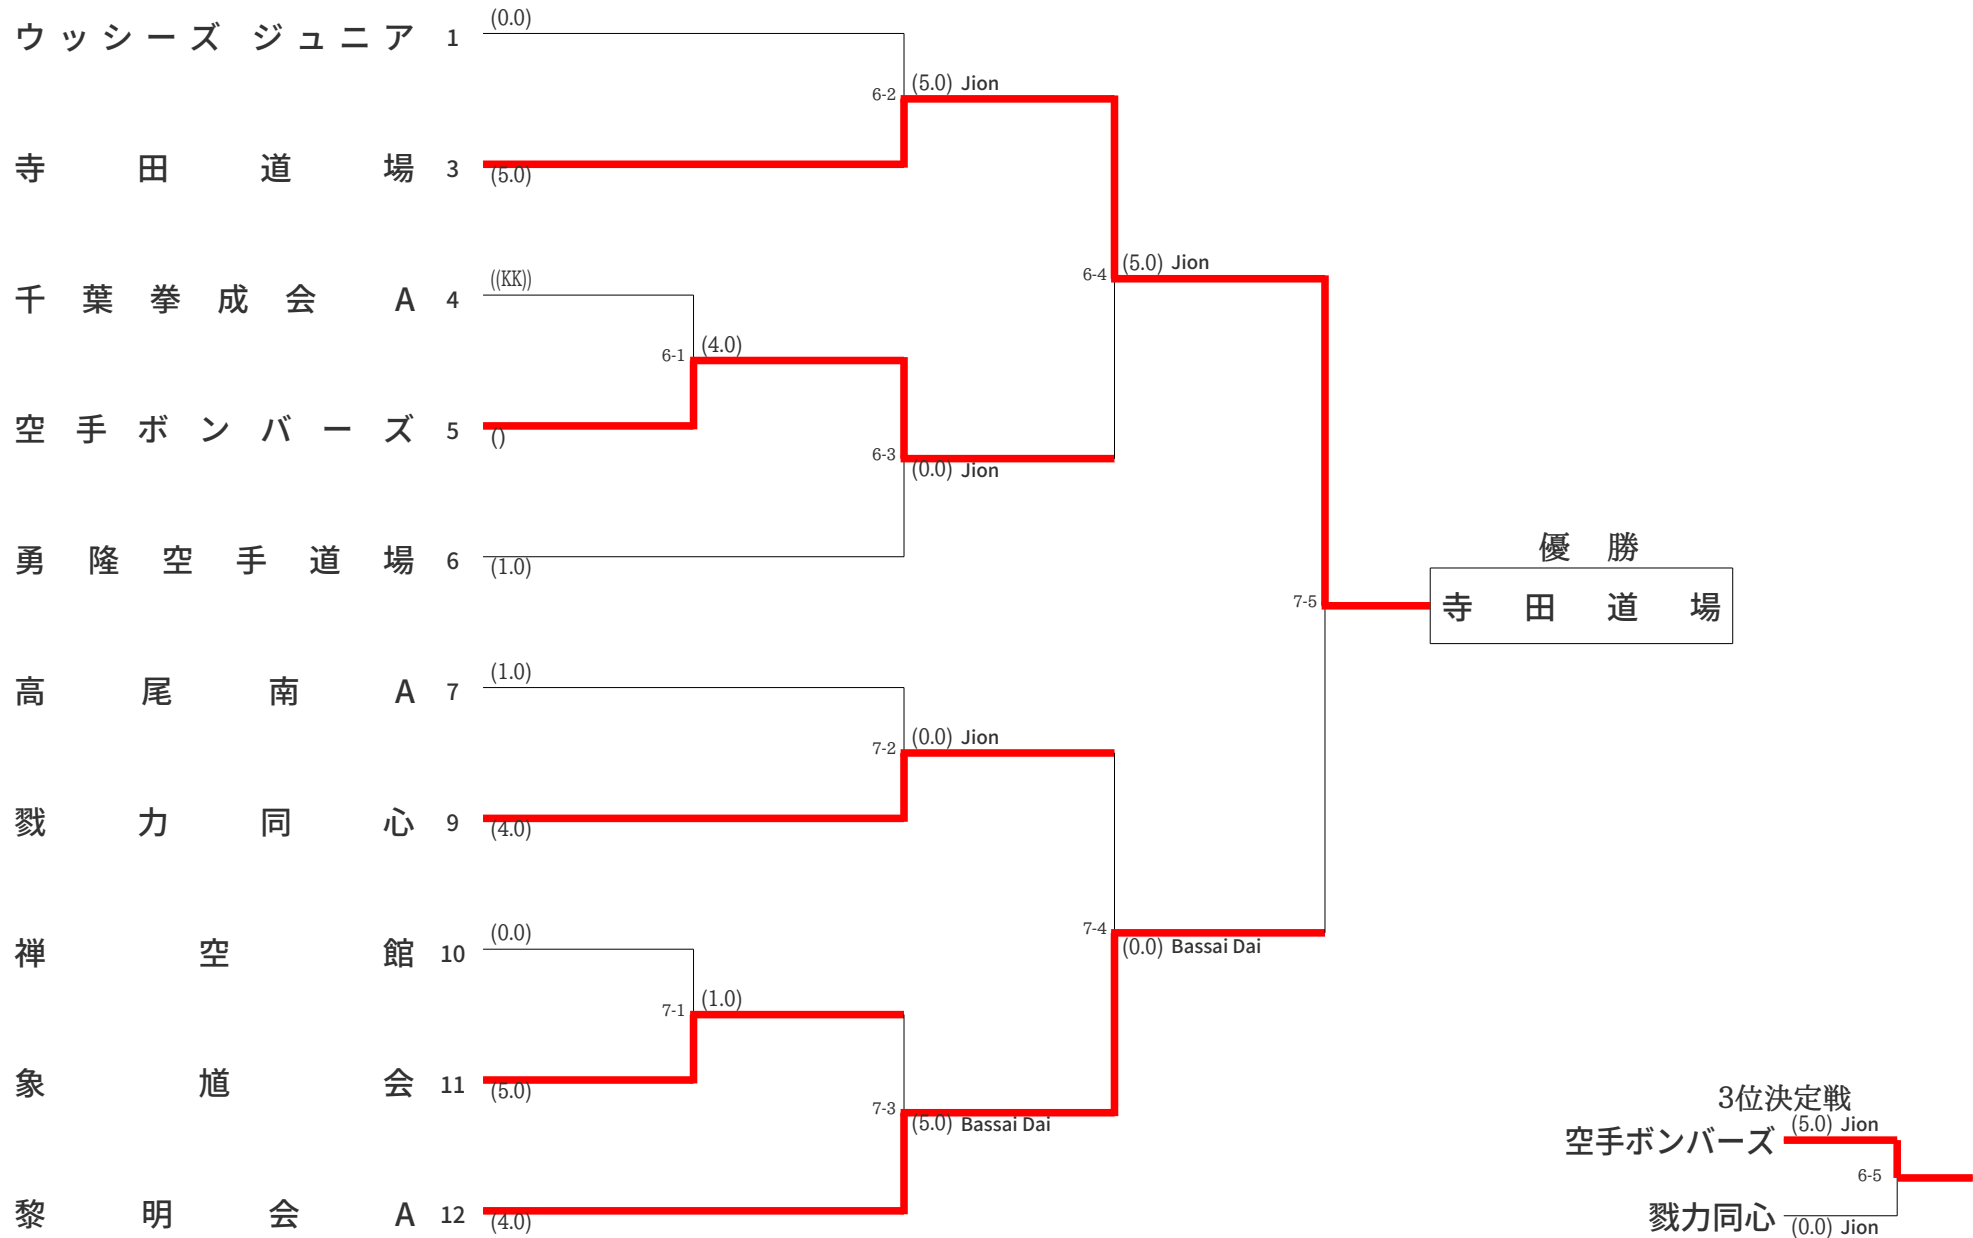 ウッシーズ ジュニア 1 (0.0)
6-2 (5.0) Jion
寺田道場 3 (5.0)
6-4 (5.0) Jion
千葉拳成会 A 4 ((KK))
6-1 (4.0)
空手ボンバーズ 5 ()
6-3 (0.0) Jion
勇隆空手道場 6 (1.0)
優勝
7-5 寺田道場
高尾南 A 7 (1.0)
7-2 (0.0) Jion
戮力同心 9 (4.0)
禅空館 10 (0.0)
7-4 (0.0) Bassai Dai
7-1 (1.0)
象馗会 11 (5.0)
7-3 (5.0) Bassai Dai
黎明会 A 12 (4.0)
3位決定戦
空手ボンバーズ (5.0) Jion
6-5
戮力同心 (0.0) Jion